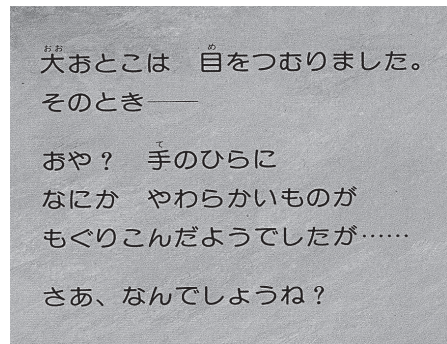 大おとこは　目をつむりました。
そのとき――
おや？　手のひらに
なにか　やわらかいものが
もぐりこんだようでしたが……
さあ、なんでしょうね？